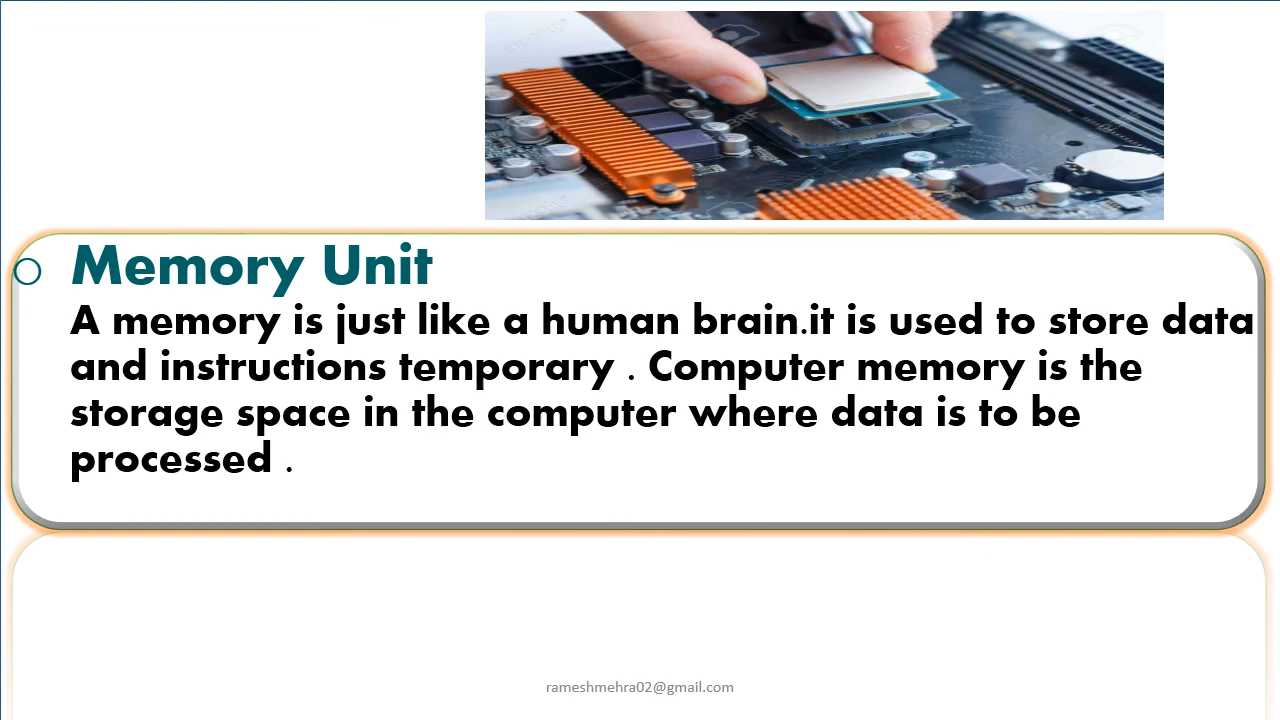 Memory Unit
A memory is just like a human brain.it is used to store data
and instructions temporary . Computer memory is the
storage space in the computer where data is to be
processed .
rameshmehra02@gmail.com